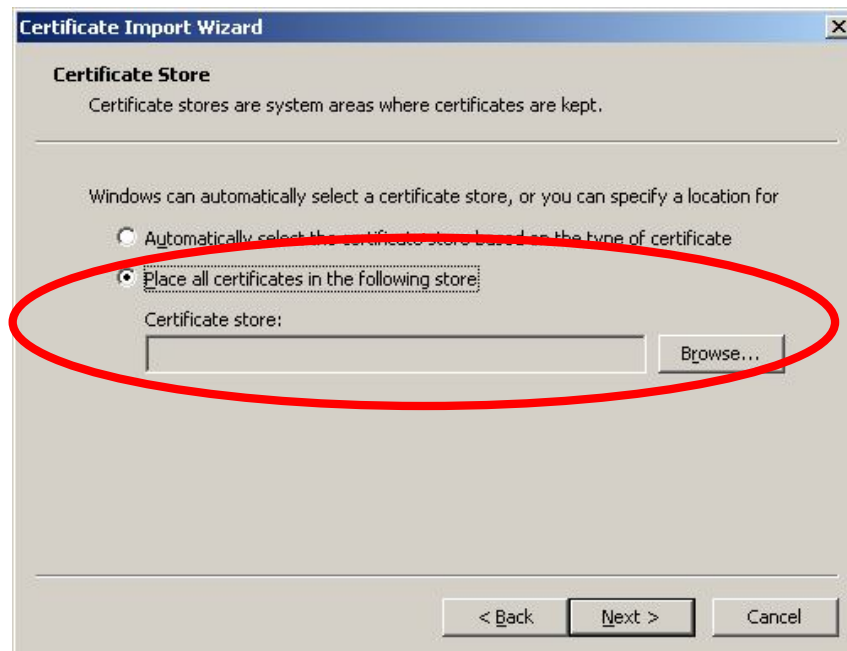 Certificate Import Wizard
Certificate Store
Certificate stores are system areas where certificates are kept.
Windows can automatically select a certificate store, or you can specify a location for
Automatically select the certificate store based on the type of certificate
Place all certificates in the following store
Certificate store:
Browse...
< Back Next > Cancel